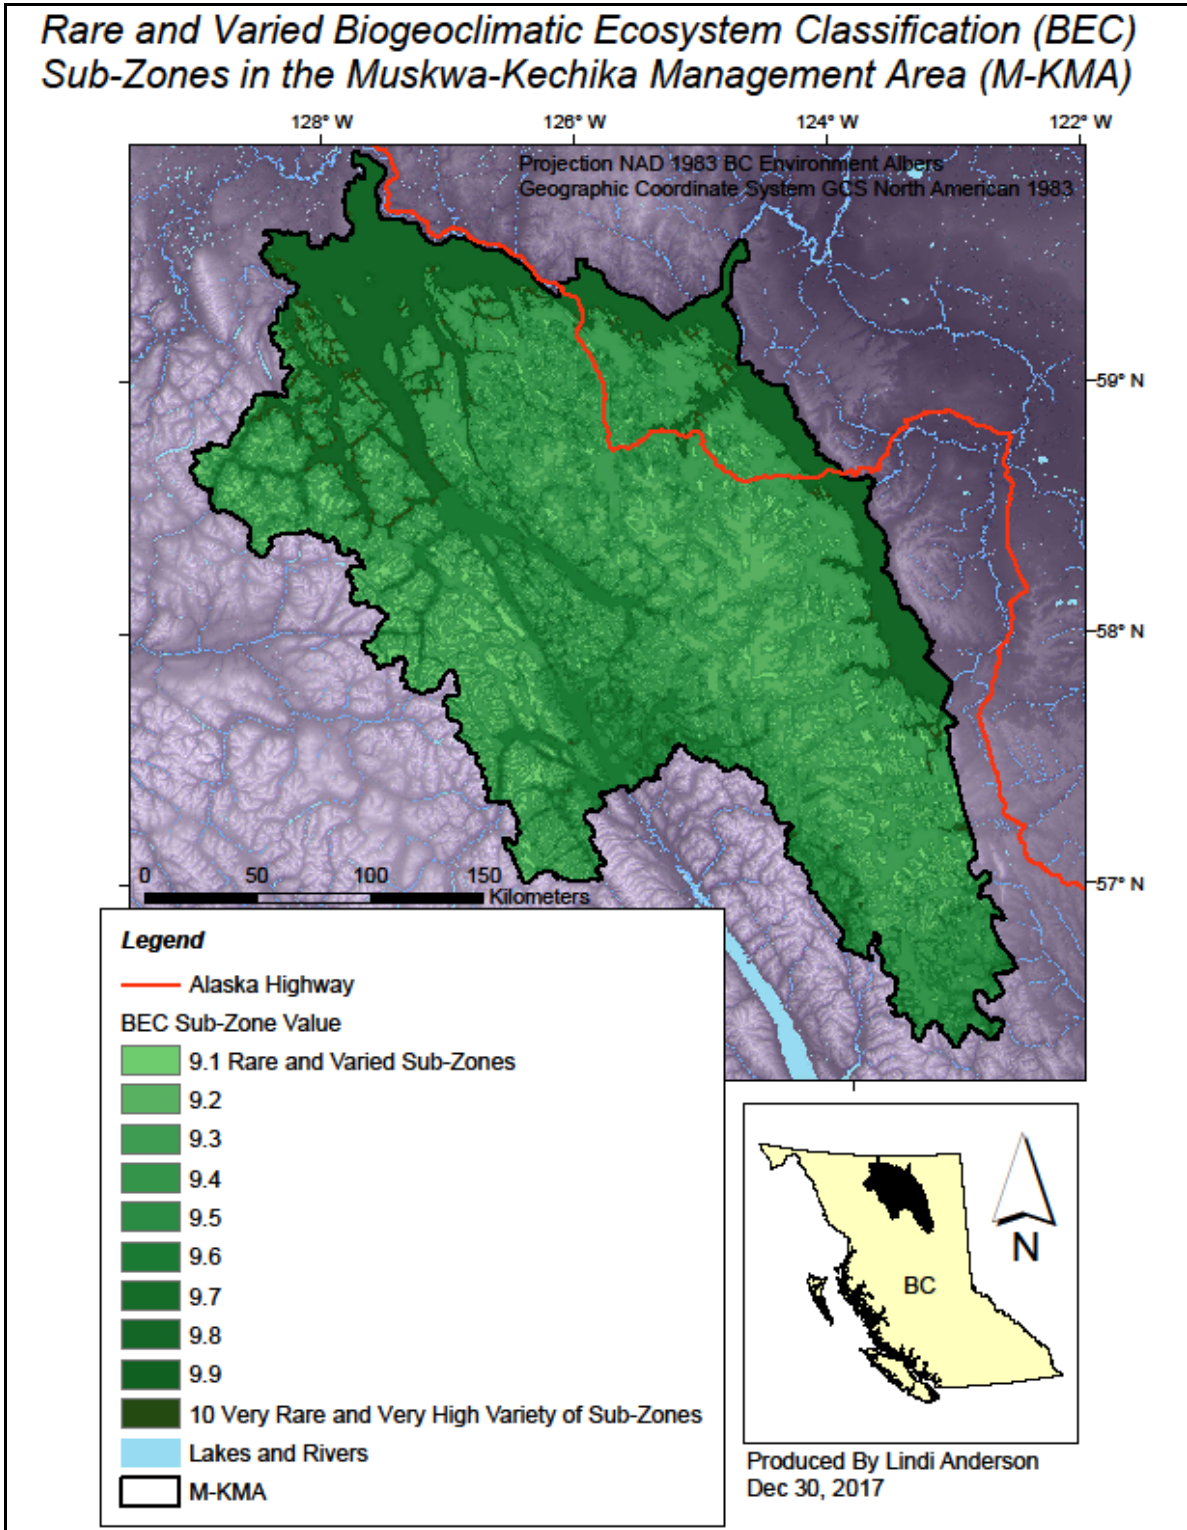 Rare and Varied Biogeoclimatic Ecosystem Classification (BEC)
Sub-Zones in the Muskwa-Kechika Management Area (M-KMA)
128° W
126° W
124° W
122° W
Projection NAD 1983 BC Environment Albers
Geographic Coordinate System GCS North American 1983
59° N
58° N
57° N
0
50
100
150
Kilometers
Legend
Alaska Highway
BEC Sub-Zone Value
9.1 Rare and Varied Sub-Zones
9.2
9.3
9.4
9.5
9.6
9.7
9.8
9.9
10 Very Rare and Very High Variety of Sub-Zones
Lakes and Rivers
M-KMA
N
BC
Produced By Lindi Anderson
Dec 30, 2017